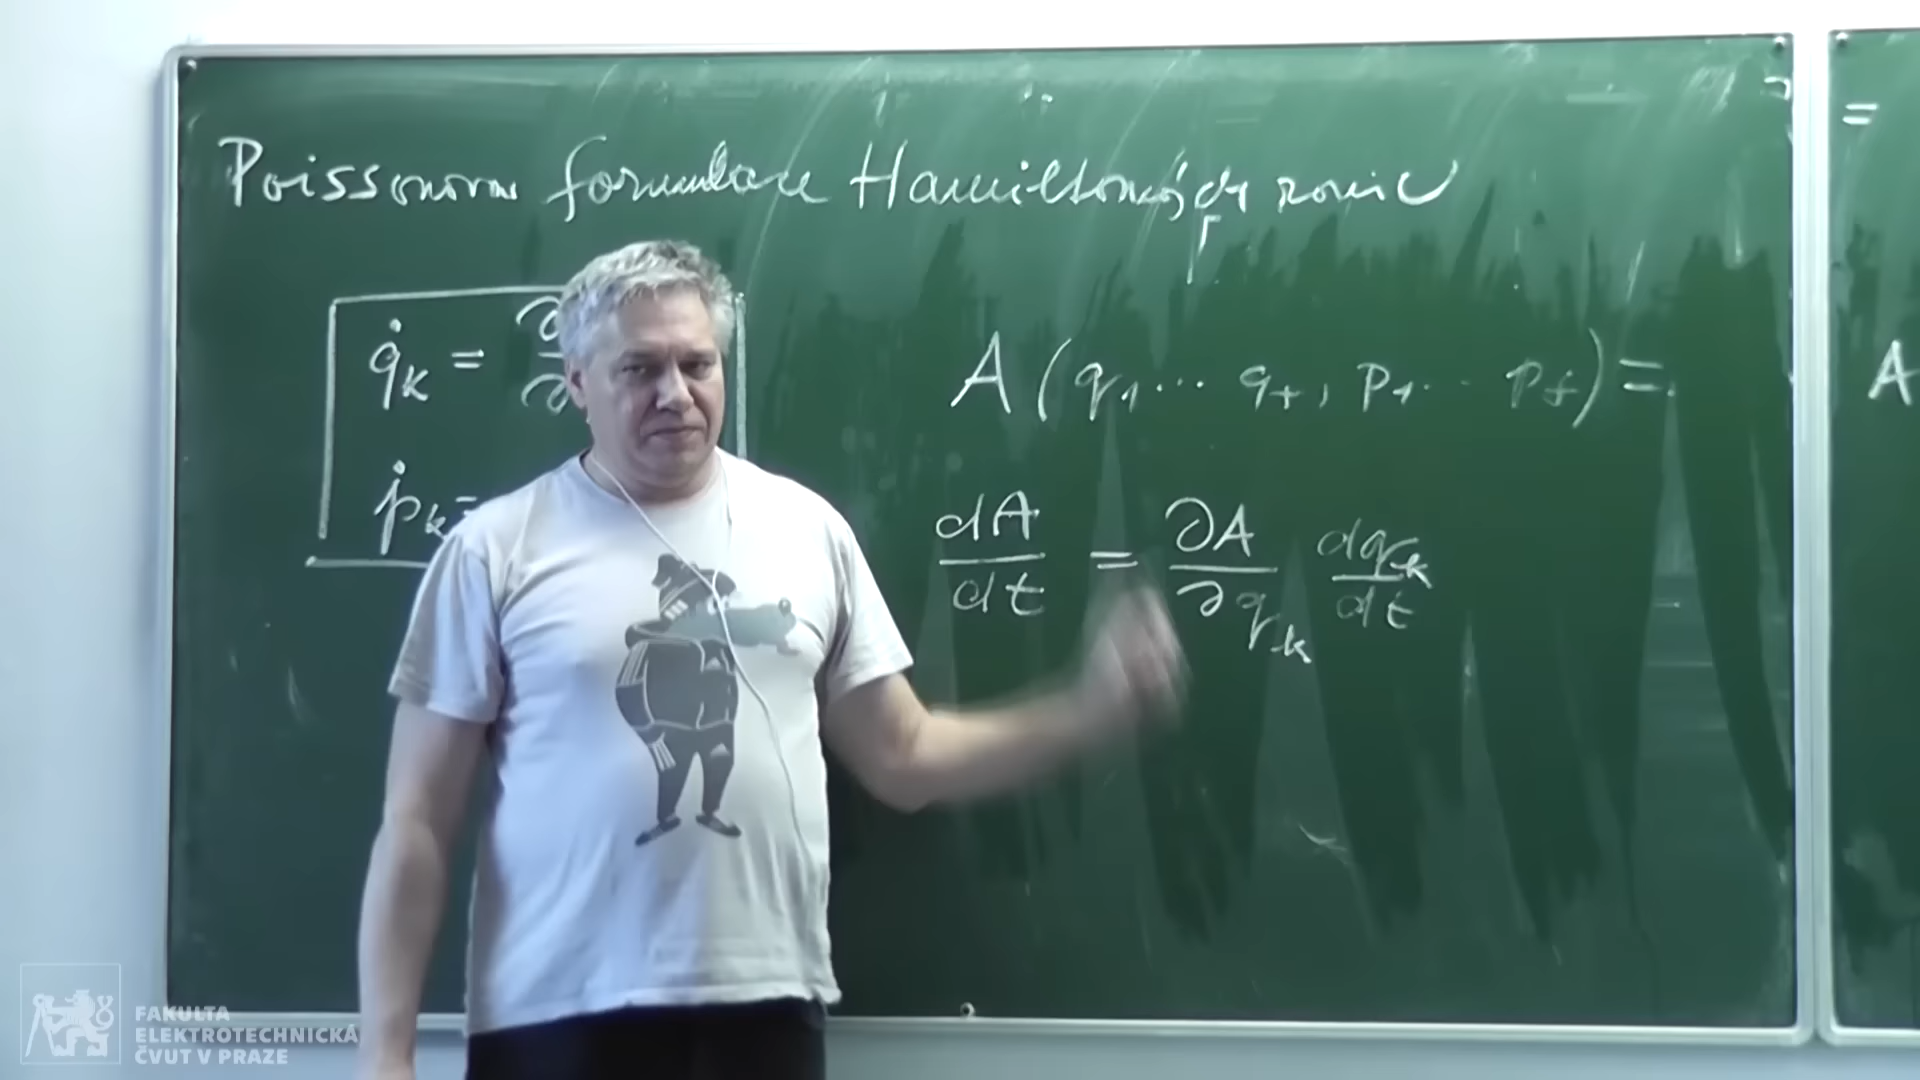 Poissonova formulace Hamiltonových rovnic
q̇ₖ = ∂
∂
ṗₖ =
A (q₁, ... q_f, p₁ ... p_f) =
dA/dt = ∂A/∂qₖ dqₖ/dt
=
A
FAKULTA
ELEKTROTECHNICKÁ
ČVUT V PRAZE